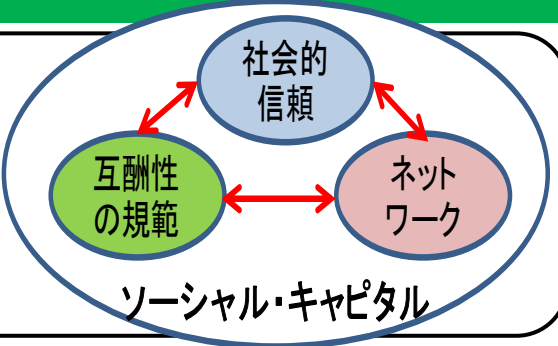 社会的
信頼
互酬性
の規範
ネット
ワーク
ソーシャル・キャピタル